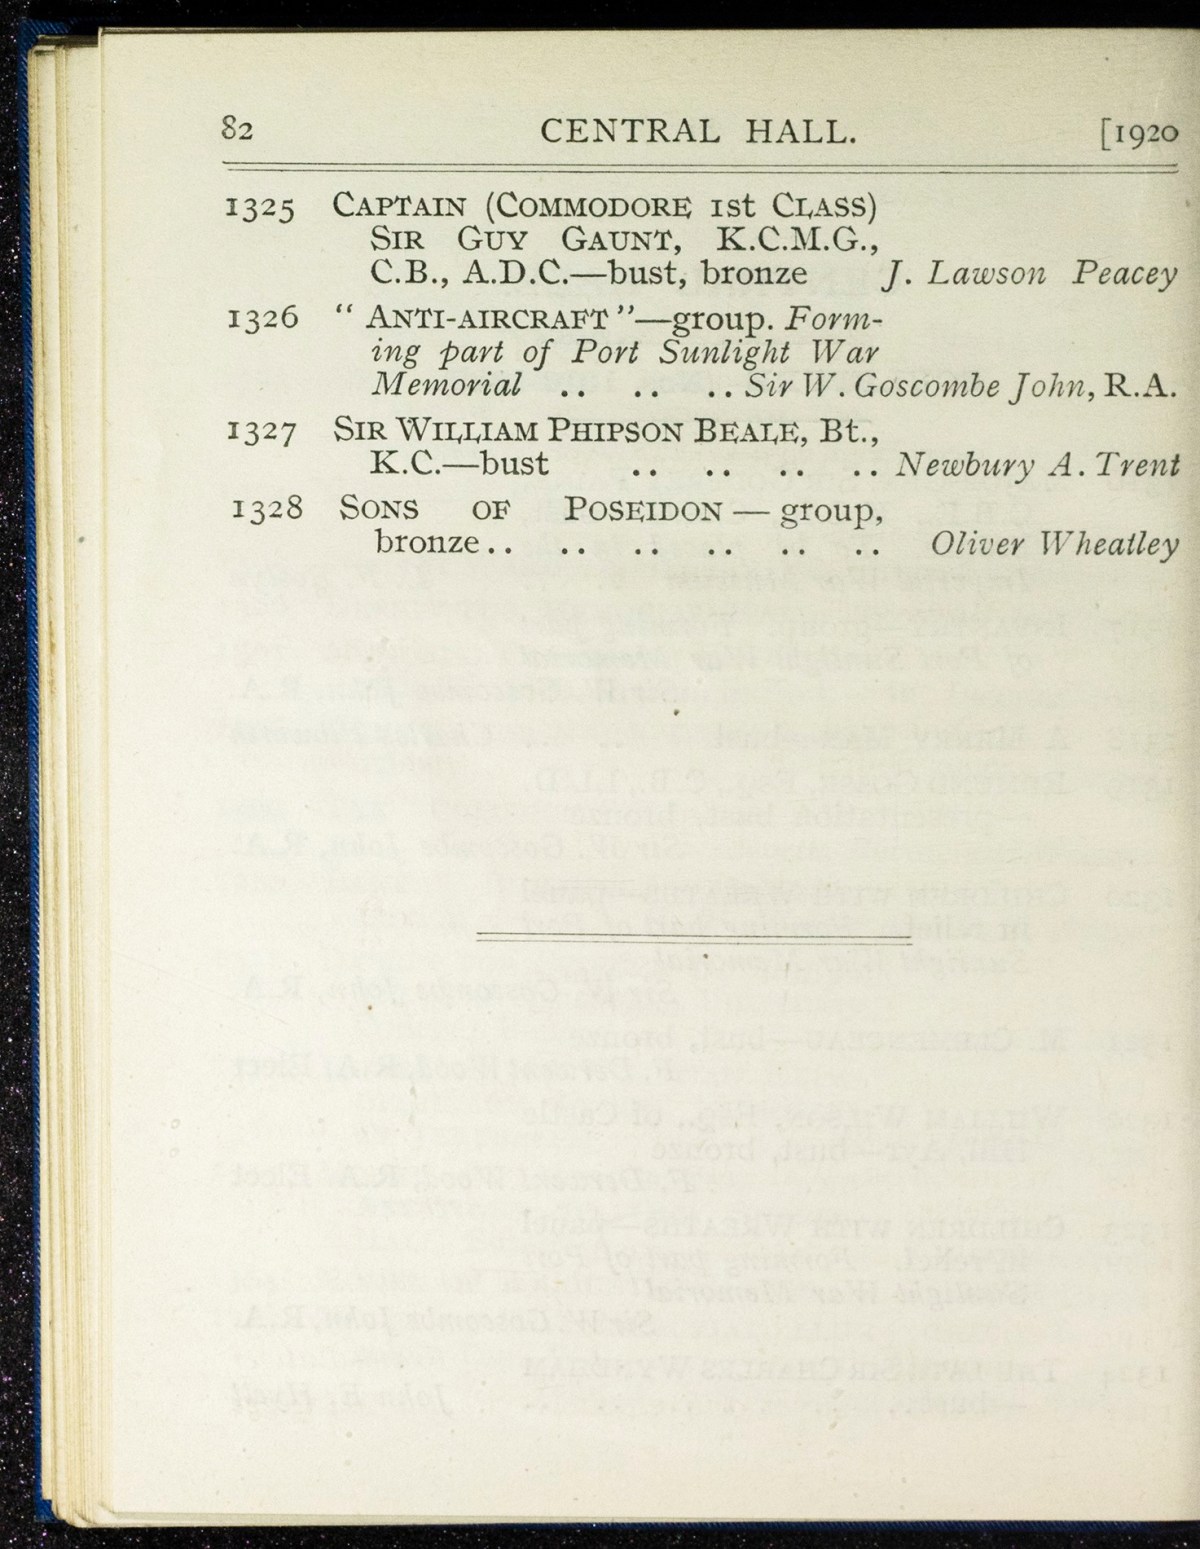 82 CENTRAL HALL. [1920
1325 CAPTAIN (COMMODORE 1st CLASS)
SIR GUY GAUNT, K.C.M.G.,
C.B., A.D.C.—bust, bronze J. Lawson Peacey
1326 " ANTI-AIRCRAFT "—group. Form-
ing part of Port Sunlight War
Memorial .. .. .. Sir W. Goscombe John, R.A.
1327 SIR WILLIAM PHIPSON BEALE, Bt.,
K.C.—bust .. .. .. .. Newbury A. Trent
1328 SONS OF POSEIDON — group,
bronze .. .. .. .. .. .. Oliver Wheatley